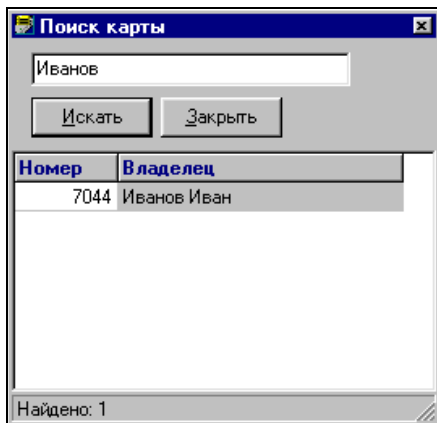 Поиск карты
Иванов
Искать Закрыть
Номер Владелец
7044 Иванов Иван
Найдено: 1